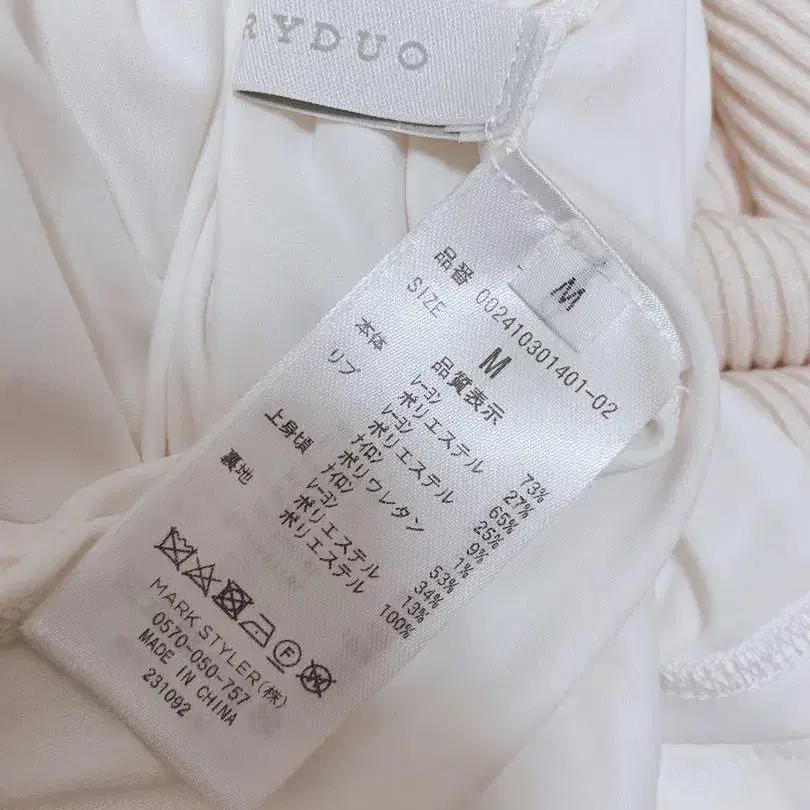 RYDUO
M
品番 002410301401-02
SIZE M
品質表示
本体 レーヨン 73%
ポリエステル 27%
リブ レーヨン 65%
ポリエステル 25%
ナイロン 9%
ポリウレタン 1%
上身頃 ナイロン 53%
レーヨン 34%
ポリエステル 13%
裏地 ポリエステル 100%
MARK STYLER(株)
0570-050-757
MADE IN CHINA
231092